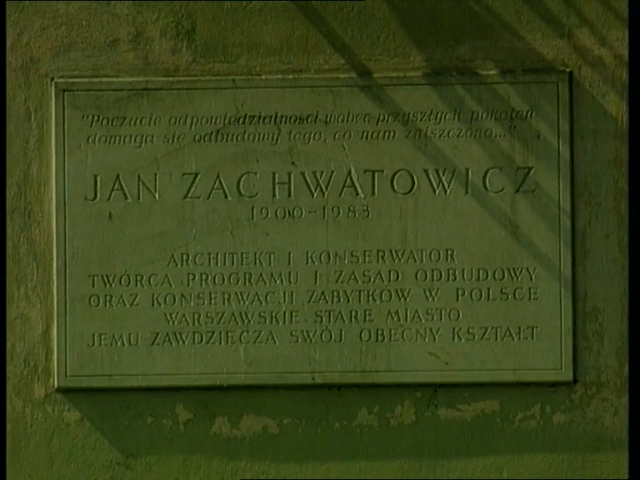 "Poczucie odpowiedzialności wobec przyszłych pokoleń
domaga się odbudowy tego, co nam zniszczono..."
JAN ZACHWATOWICZ
1900-1983
ARCHITEKT I KONSERWATOR
TWÓRCA PROGRAMU I ZASAD ODBUDOWY
ORAZ KONSERWACJI ZABYTKÓW W POLSCE
WARSZAWSKIE STARE MIASTO
JEMU ZAWDZIĘCZA SWÓJ OBECNY KSZTAŁT